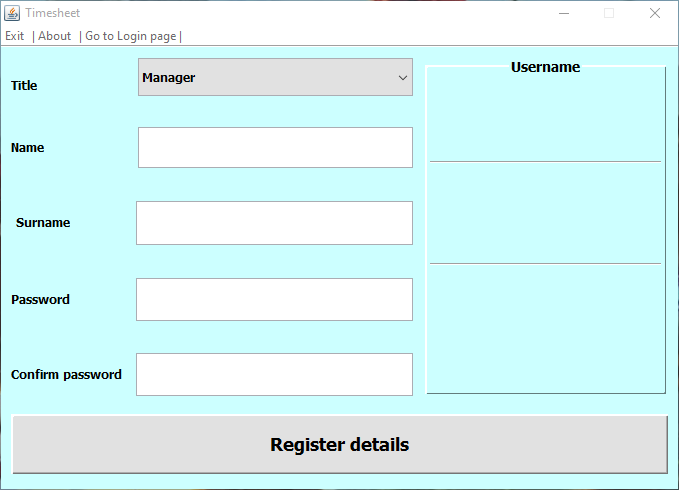 Timesheet
Exit | About | Go to Login page |
Title
Manager
Username
Name
Surname
Password
Confirm password
Register details